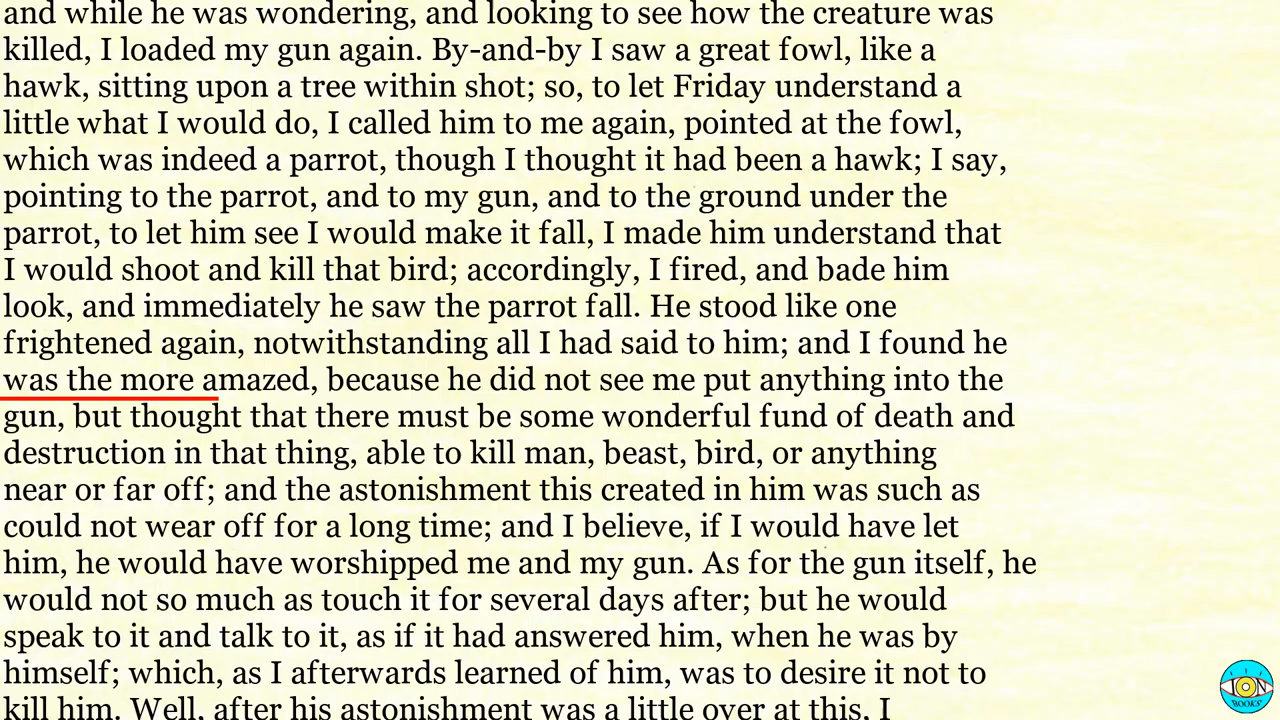 and while he was wondering, and looking to see how the creature was
killed, I loaded my gun again. By-and-by I saw a great fowl, like a
hawk, sitting upon a tree within shot; so, to let Friday understand a
little what I would do, I called him to me again, pointed at the fowl,
which was indeed a parrot, though I thought it had been a hawk; I say,
pointing to the parrot, and to my gun, and to the ground under the
parrot, to let him see I would make it fall, I made him understand that
I would shoot and kill that bird; accordingly, I fired, and bade him
look, and immediately he saw the parrot fall. He stood like one
frightened again, notwithstanding all I had said to him; and I found he
was the more amazed, because he did not see me put anything into the
gun, but thought that there must be some wonderful fund of death and
destruction in that thing, able to kill man, beast, bird, or anything
near or far off; and the astonishment this created in him was such as
could not wear off for a long time; and I believe, if I would have let
him, he would have worshipped me and my gun. As for the gun itself, he
would not so much as touch it for several days after; but he would
speak to it and talk to it, as if it had answered him, when he was by
himself; which, as I afterwards learned of him, was to desire it not to
kill him. Well, after his astonishment was a little over at this, I
ION
BOOKS